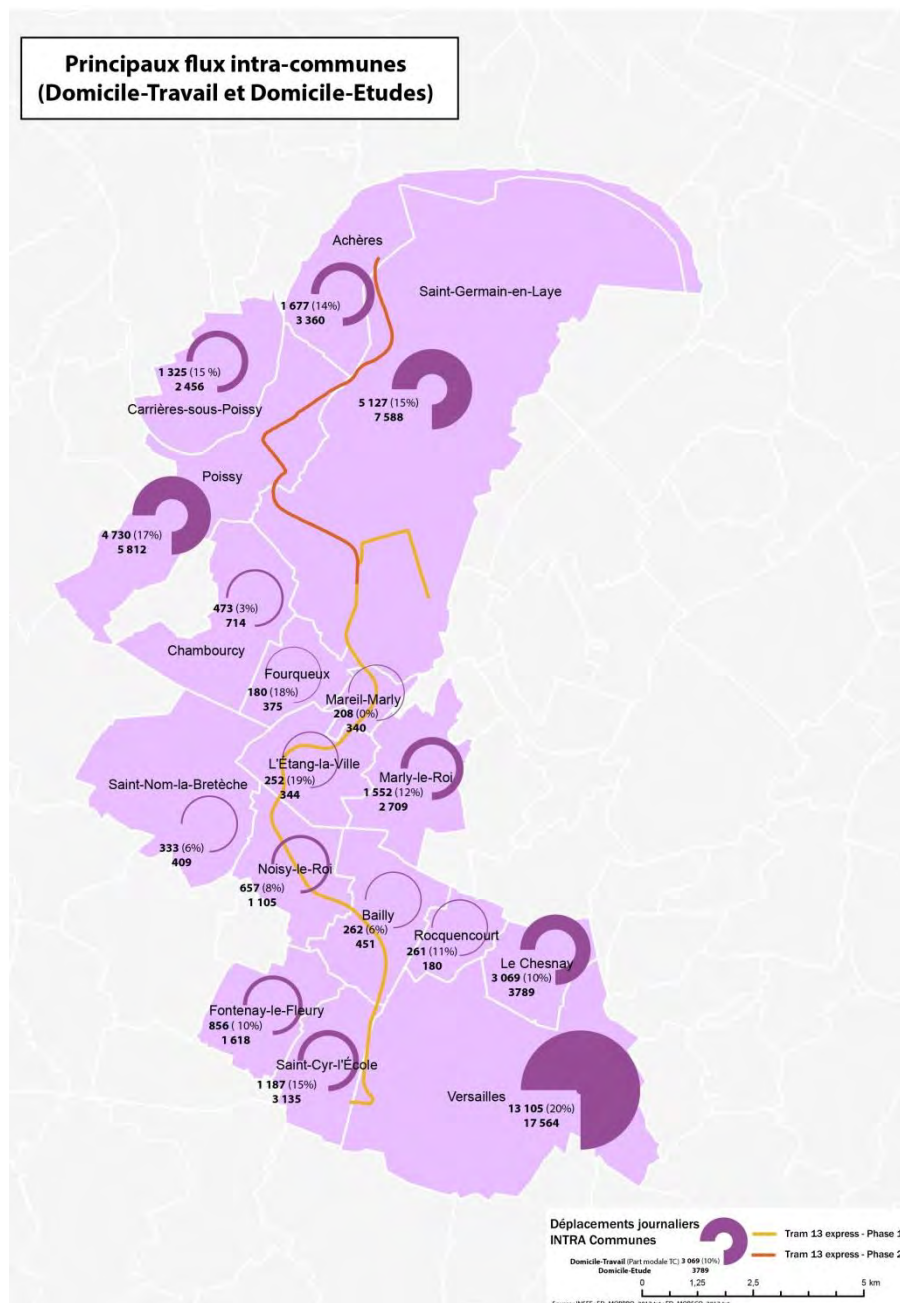 Principaux flux intra-communes
(Domicile-Travail et Domicile-Etudes)
Achères
1 677 (14%)
3 360
Saint-Germain-en-Laye
5 127 (15%)
7 588
1 325 (15 %)
2 456
Carrières-sous-Poissy
Poissy
4 730 (17%)
5 812
473 (3%)
714
Chambourcy
Fourqueux
180 (18%)
375
Mareil-Marly
208 (0%)
340
L'Étang-la-Ville
252 (19%)
344
Marly-le-Roi
1 552 (12%)
2 709
Saint-Nom-la-Bretèche
333 (6%)
409
Noisy-le-Roi
657 (8%)
1 105
Bailly
262 (6%)
451
Rocquencourt
261 (11%)
180
Le Chesnay
3 069 (10%)
3789
Fontenay-le-Fleury
856 ( 10%)
1 618
Saint-Cyr-l'École
1 187 (15%)
3 135
Versailles
13 105 (20%)
17 564
Déplacements journaliers
INTRA Communes
Domicile-Travail (Part modale TC) 3 069 (10%)
Domicile-Etude 3789
Tram 13 express - Phase 1
Tram 13 express - Phase 2
0 1,25 2,5 5 km